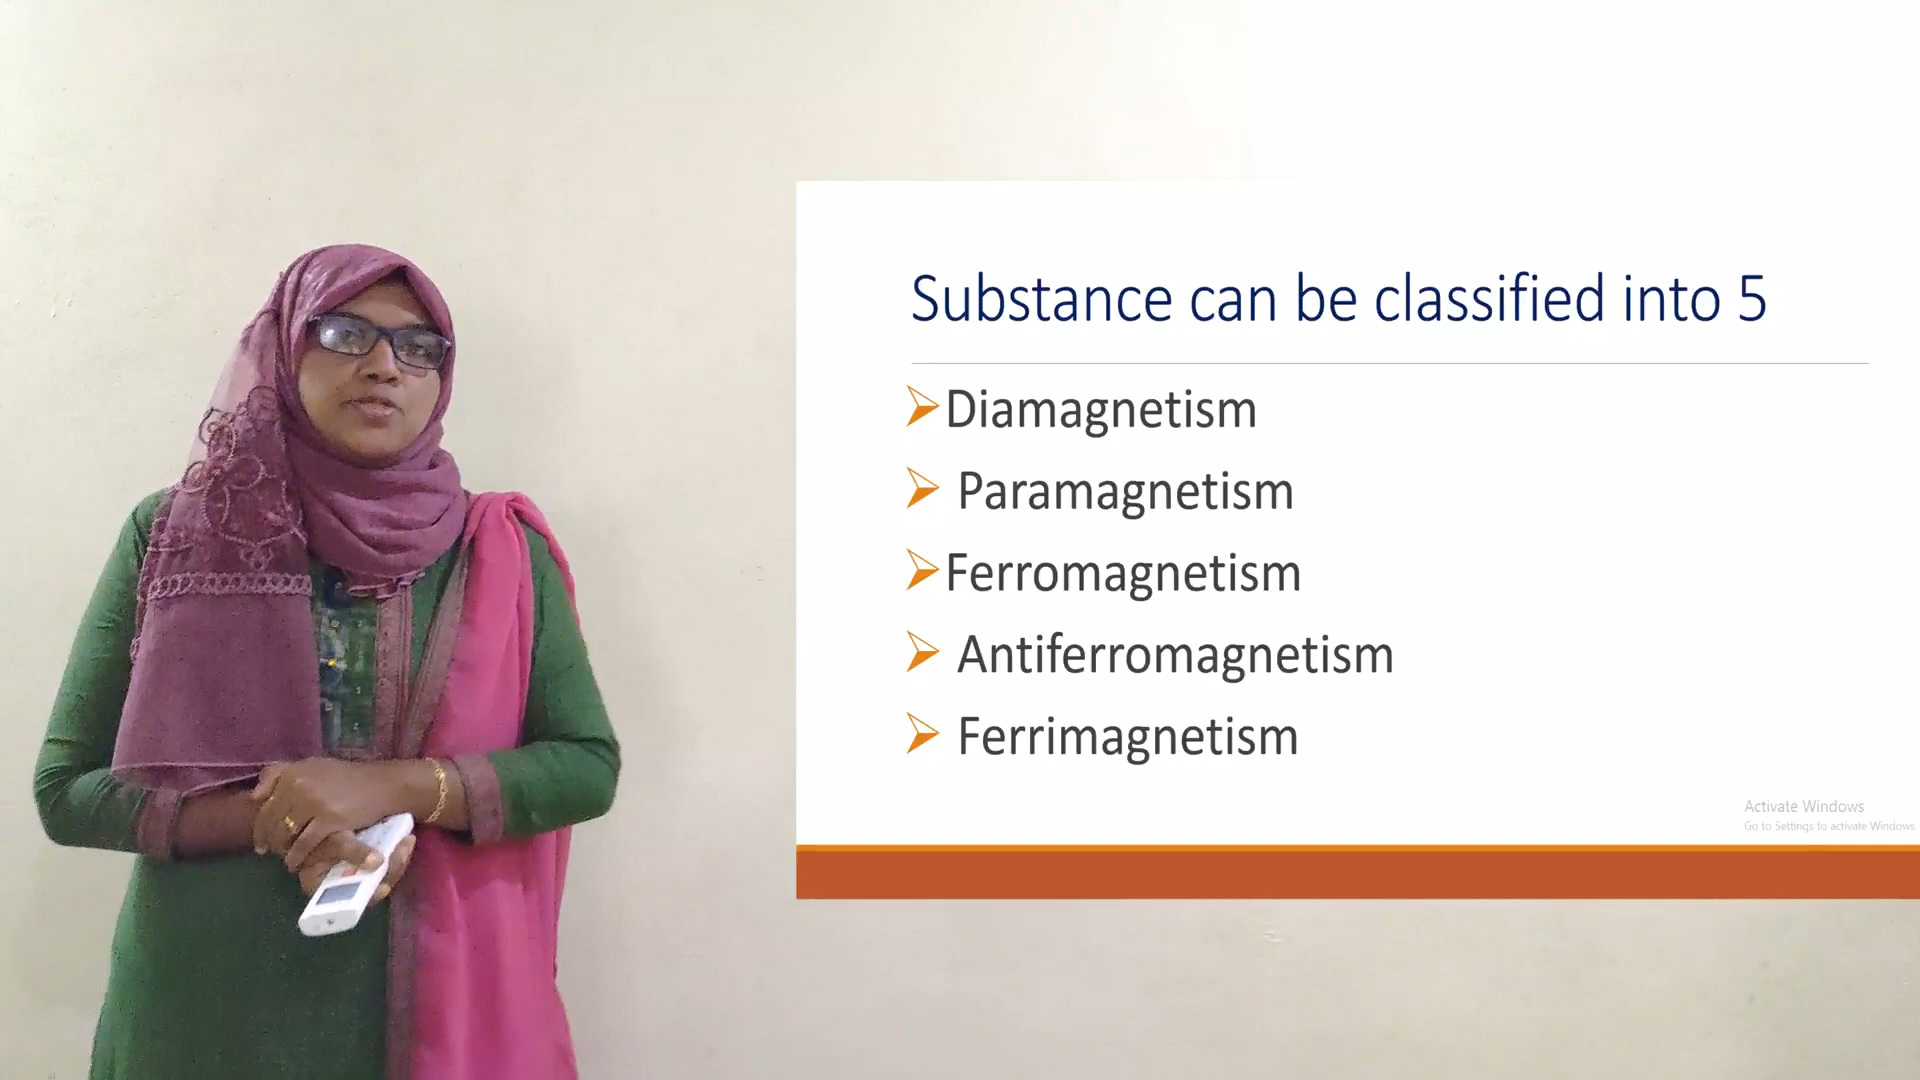 Substance can be classified into 5
Diamagnetism
Paramagnetism
Ferromagnetism
Antiferromagnetism
Ferrimagnetism
Activate Windows
Go to Settings to activate Windows.